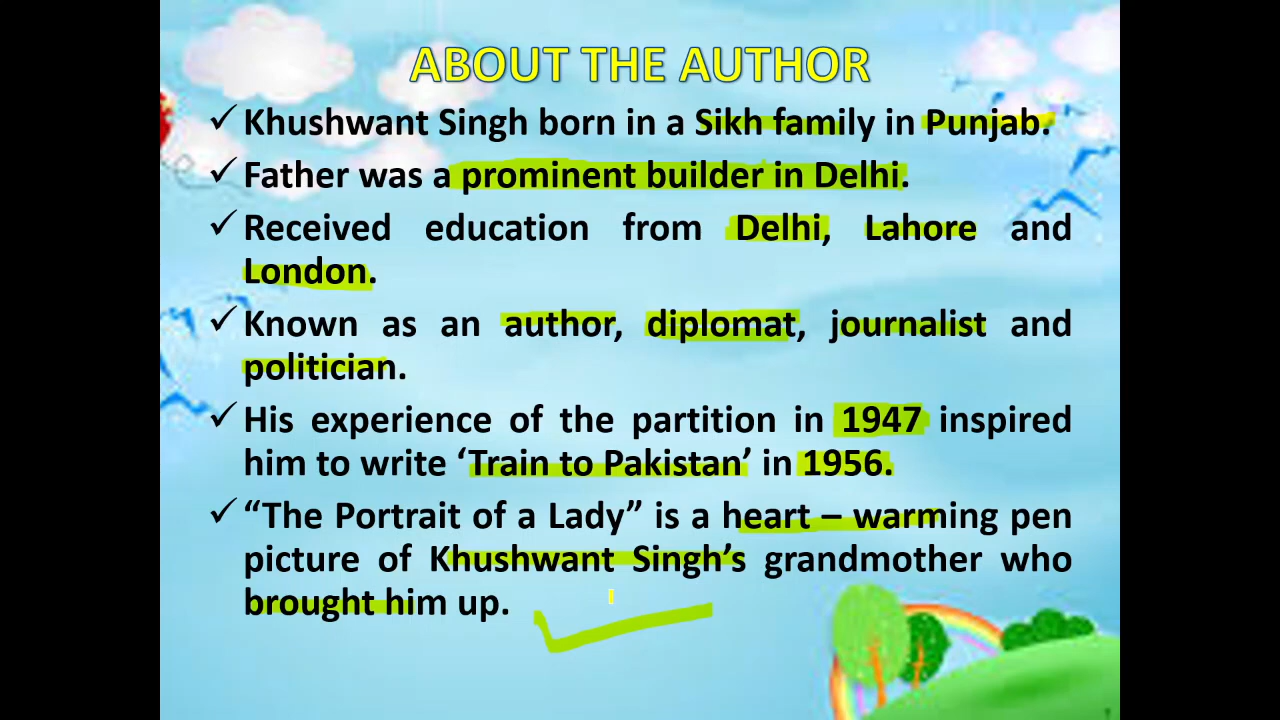 ABOUT THE AUTHOR
✓ Khushwant Singh born in a Sikh family in Punjab.
✓ Father was a prominent builder in Delhi.
✓ Received education from Delhi, Lahore and
London.
✓ Known as an author, diplomat, journalist and
politician.
✓ His experience of the partition in 1947 inspired
him to write ‘Train to Pakistan’ in 1956.
✓ “The Portrait of a Lady” is a heart – warming pen
picture of Khushwant Singh’s grandmother who
brought him up.